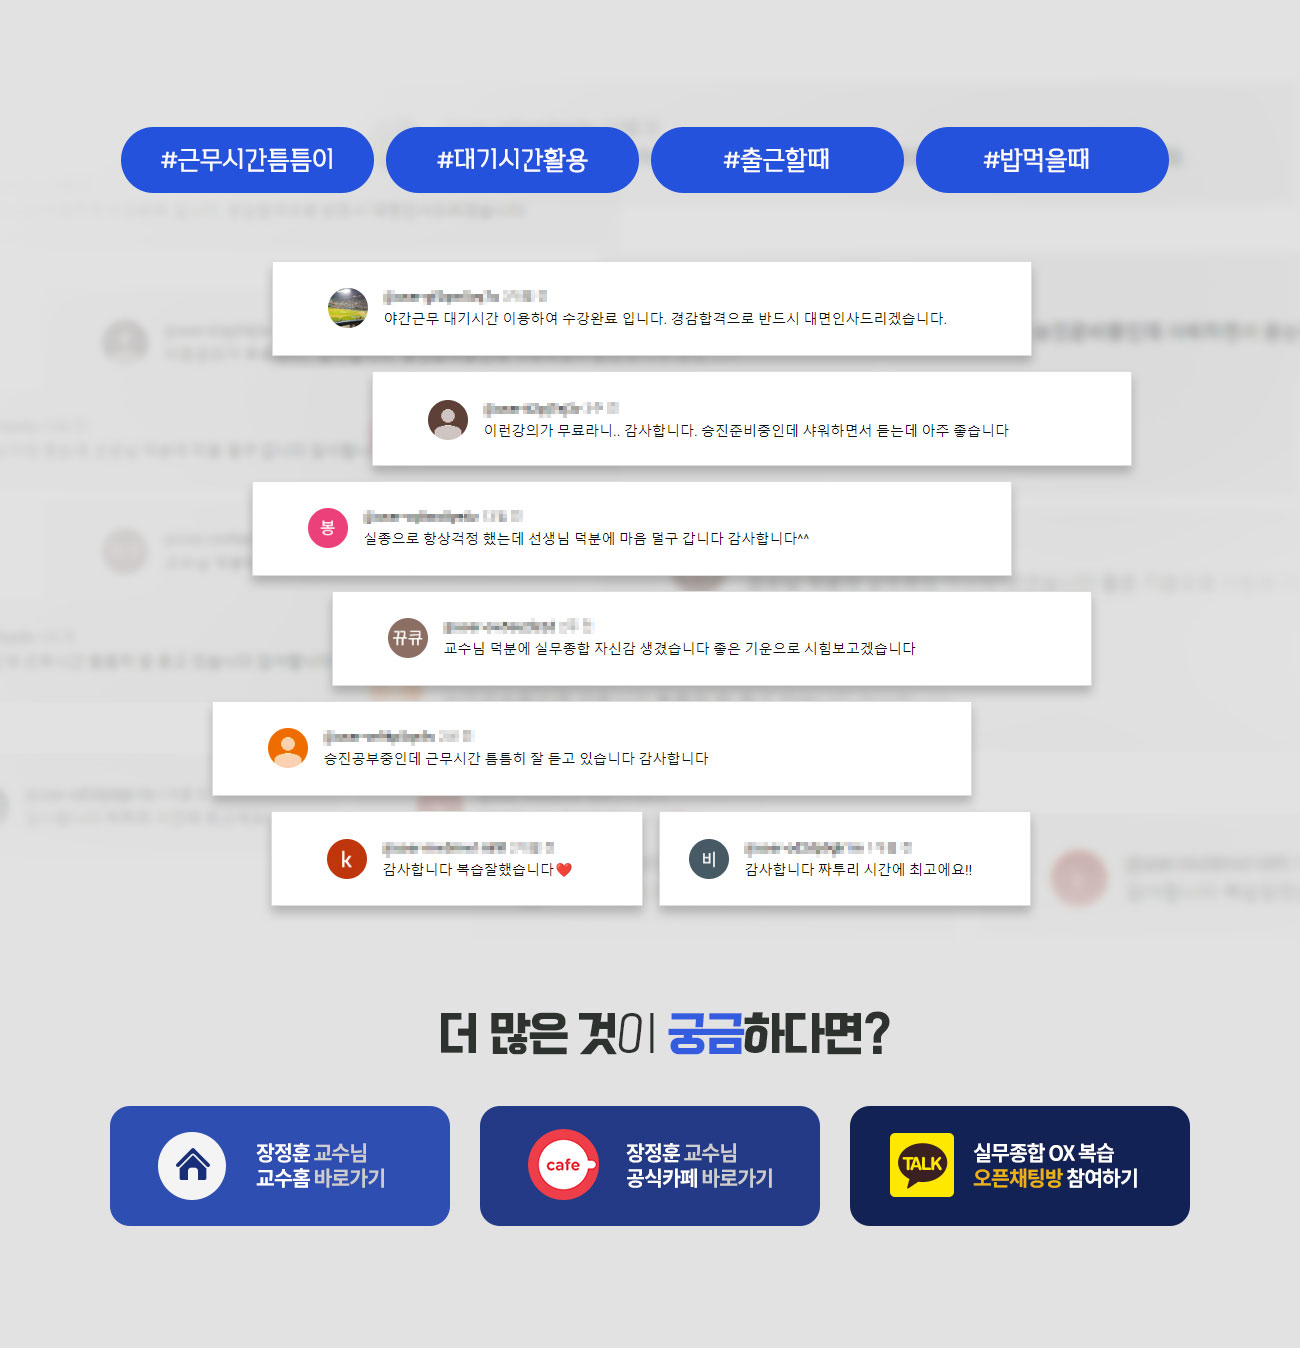 #근무시간틈틈이
#대기시간활용
#출근할때
#밥먹을때
야간근무 대기시간 이용하여 수강완료 입니다. 경감합격으로 반드시 대면인사드리겠습니다.
이런강의가 무료라니.. 감사합니다. 승진준비중인데 샤워하면서 듣는데 아주 좋습니다
봉
실종으로 항상걱정 했는데 선생님 덕분에 마음 덜구 갑니다 감사합니다^^
뀨큐
교수님 덕분에 실무종합 자신감 생겼습니다 좋은 기운으로 시험보고겠습니다
승진공부중인데 근무시간 틈틈히 잘 듣고 있습니다 감사합니다
k
감사합니다 복습잘했습니다❤️
비
감사합니다 짜투리 시간에 최고에요!!
더 많은 것이 궁금하다면?
장정훈 교수님
교수홈 바로가기
cafe
장정훈 교수님
공식카페 바로가기
TALK
실무종합 OX 복습
오픈채팅방 참여하기